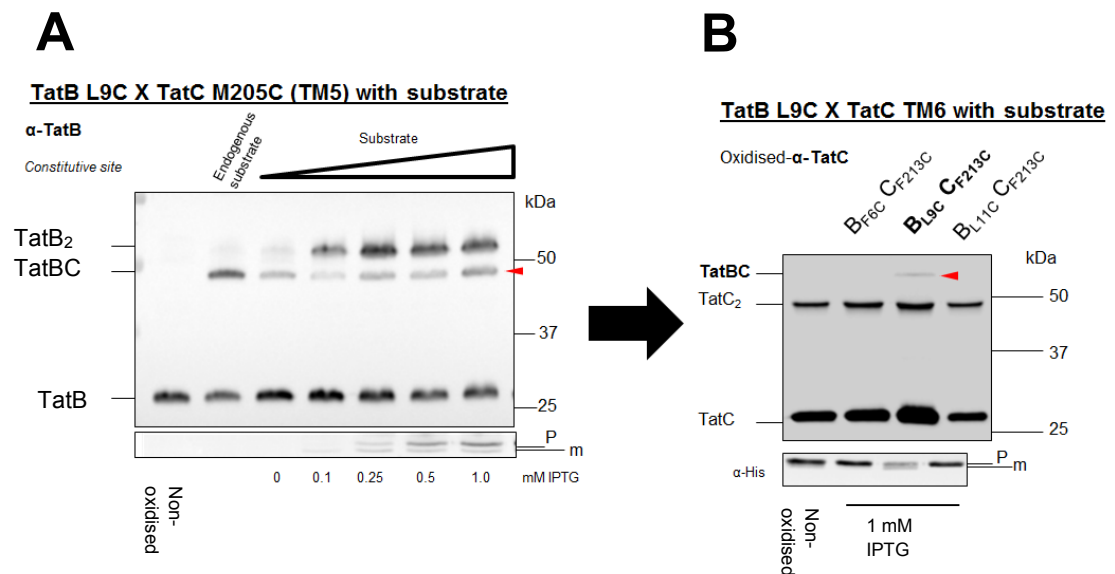 A
TatB L9C X TatC M205C (TM5) with substrate
α-TatB
Constitutive site
Endogenous
substrate
Substrate
kDa
TatB2
TatBC
50
37
TatB
25
P
m
0 0.1 0.25 0.5 1.0 mM IPTG
Non-
oxidised
B
TatB L9C X TatC TM6 with substrate
Oxidised-α-TatC
BF6C CF213C
BL9C CF213C
BL11C CF213C
kDa
TatBC
TatC2
50
37
TatC
25
α-His
P
m
Non-
oxidised
1 mM
IPTG